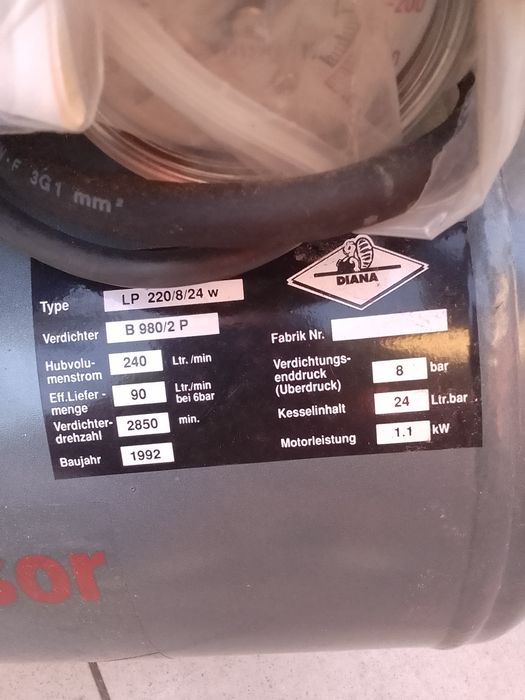 -200
-F 3G1 mm²
DIANA
Type LP 220/8/24 w
Verdichter B 980/2 P
Fabrik Nr.
Hubvolu-
menstrom 240 Ltr./min
Verdichtungs-
enddruck
(Überdruck) 8 bar
Eff.Liefer-
menge 90 Ltr./min
bei 6bar
Kesselinhalt 24 Ltr.bar
Verdichter-
drehzahl 2850 min.
Motorleistung 1.1 kW
Baujahr 1992
sor